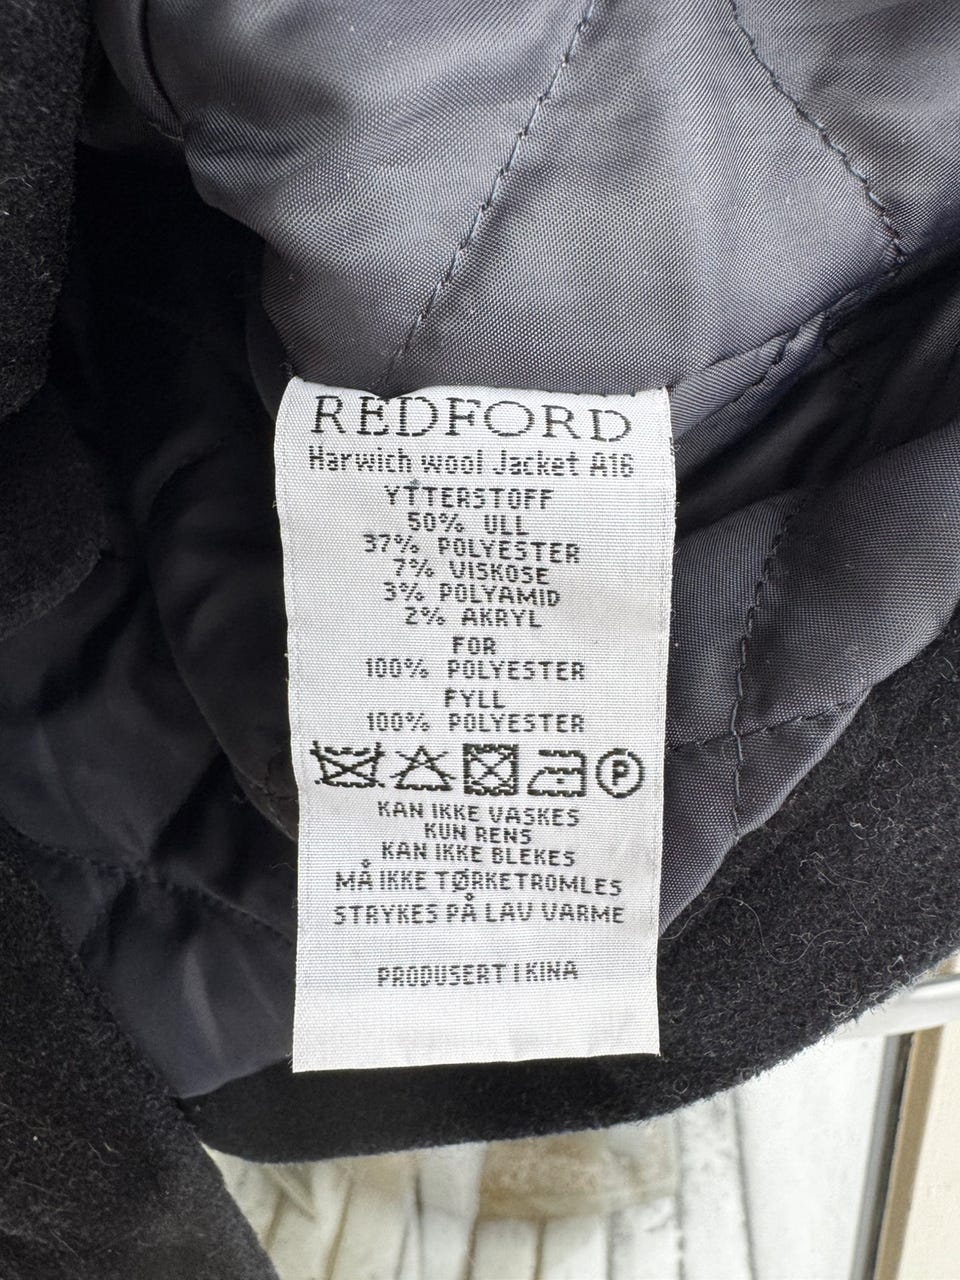 REDFORD
Harwich wool Jacket A16
YTTERSTOFF
50% ULL
37% POLYESTER
7% VISKOSE
3% POLYAMID
2% AKRYL
FOR
100% POLYESTER
FYLL
100% POLYESTER
P
KAN IKKE VASKES
KUN RENS
KAN IKKE BLEKES
MÅ IKKE TØRKETROMLES
STRYKES PÅ LAV VARME
PRODUSERT I KINA